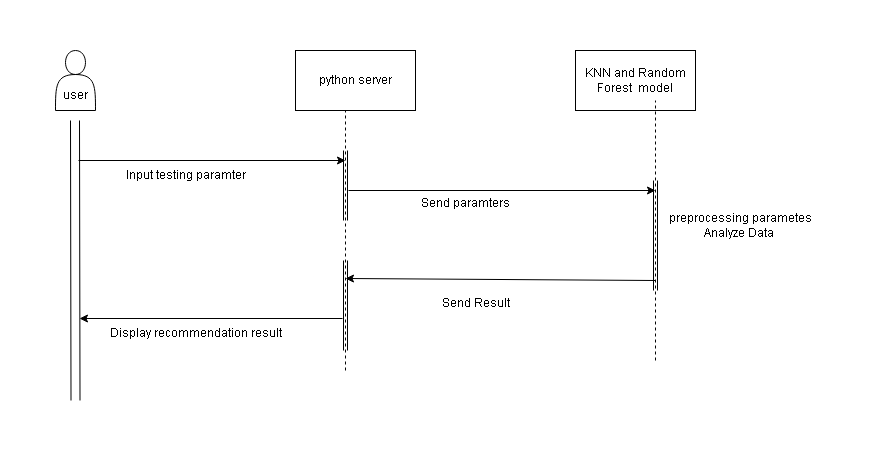 user
python server
KNN and Random
Forest model
Input testing paramter
Send paramters
preprocessing parametes
Analyze Data
Send Result
Display recommendation result